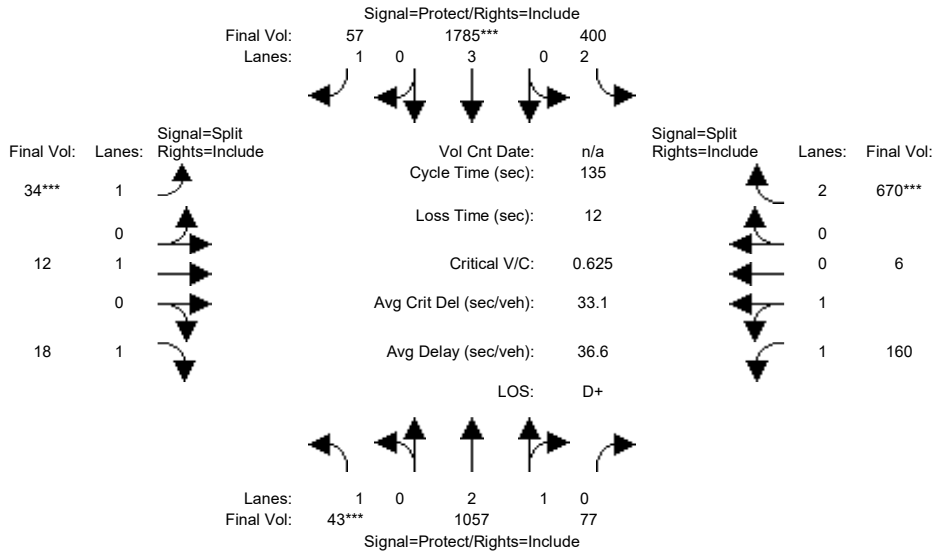 Signal=Protect/Rights=Include
Final Vol: 57 1785*** 400
Lanes: 1 0 3 0 2
Signal=Split Signal=Split
Final Vol: Lanes: Rights=Include Vol Cnt Date: n/a Rights=Include Lanes: Final Vol:
Cycle Time (sec): 135
34*** 1 2 670***
Loss Time (sec): 12
0 0
12 1 Critical V/C: 0.625 0 6
0 Avg Crit Del (sec/veh): 33.1 1
18 1 Avg Delay (sec/veh): 36.6 1 160
LOS: D+
Lanes: 1 0 2 1 0
Final Vol: 43*** 1057 77
Signal=Protect/Rights=Include